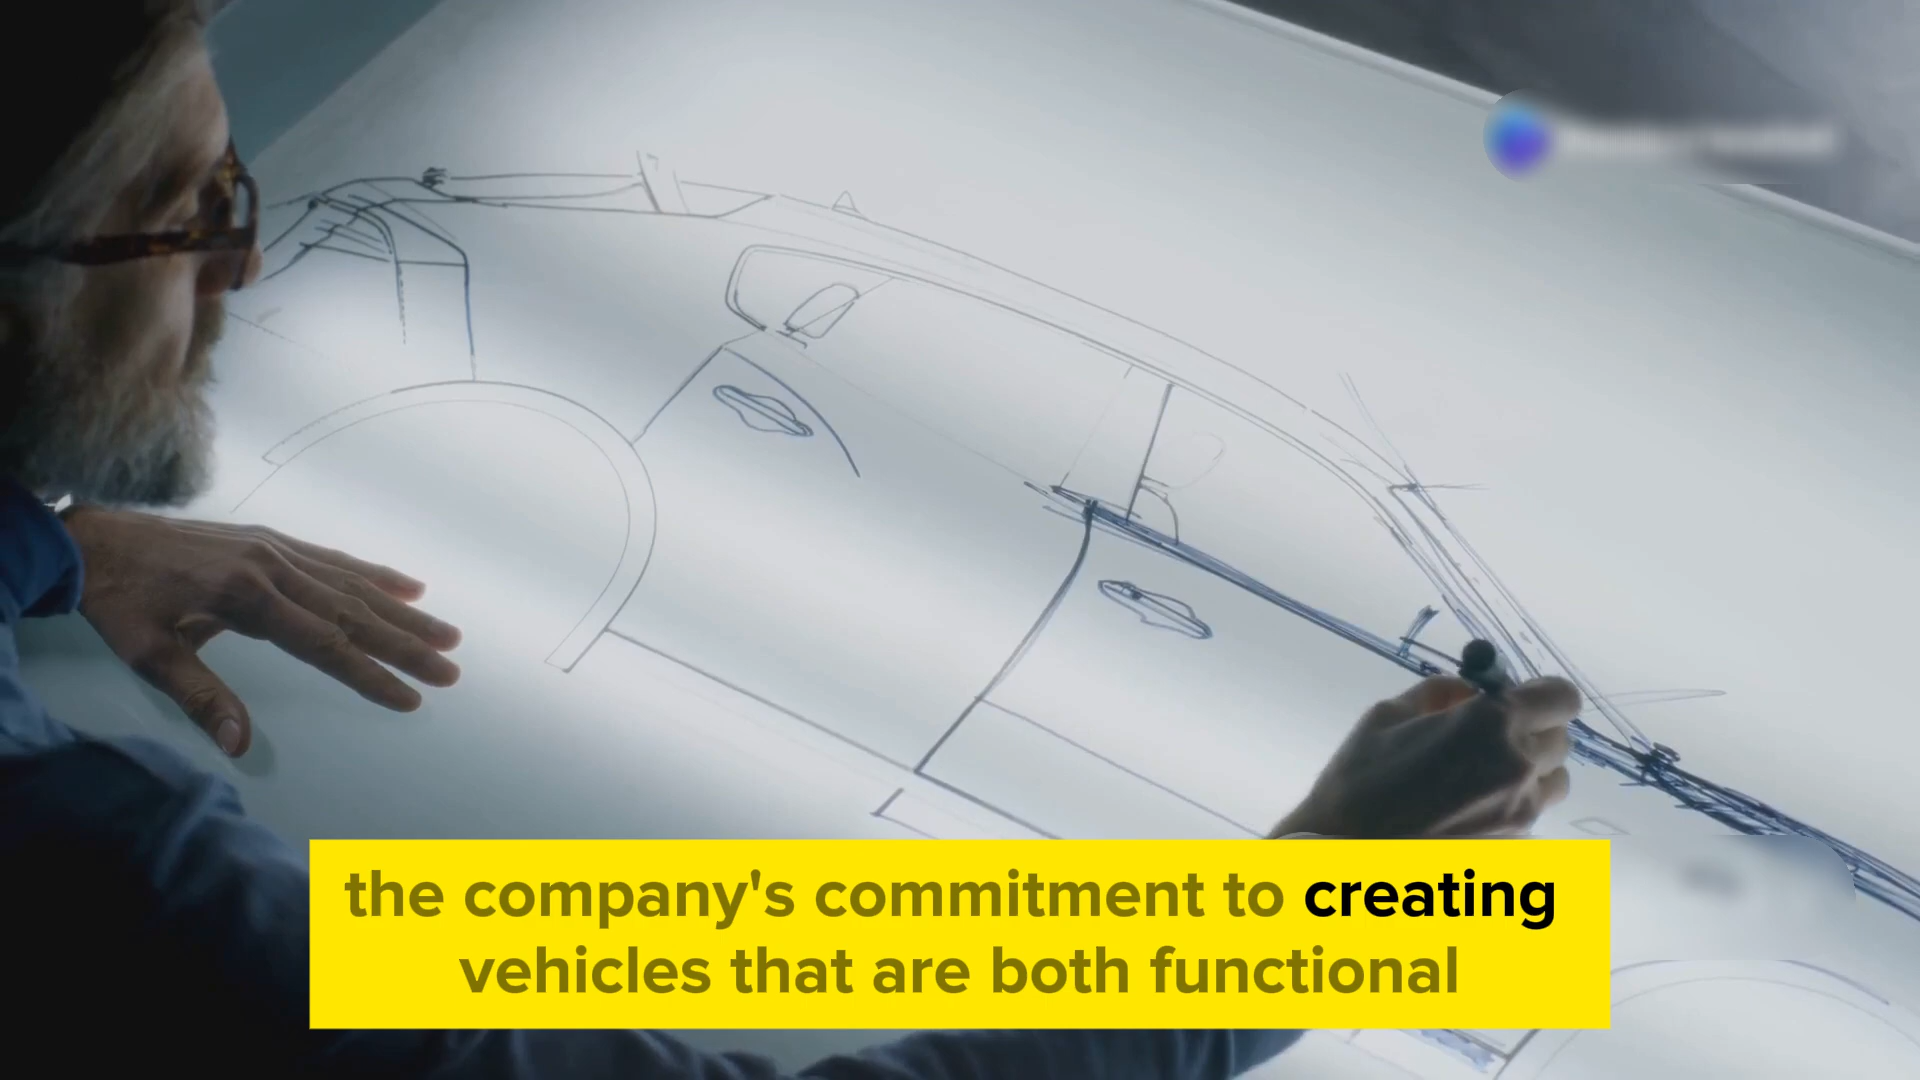 the company's commitment to creating
vehicles that are both functional